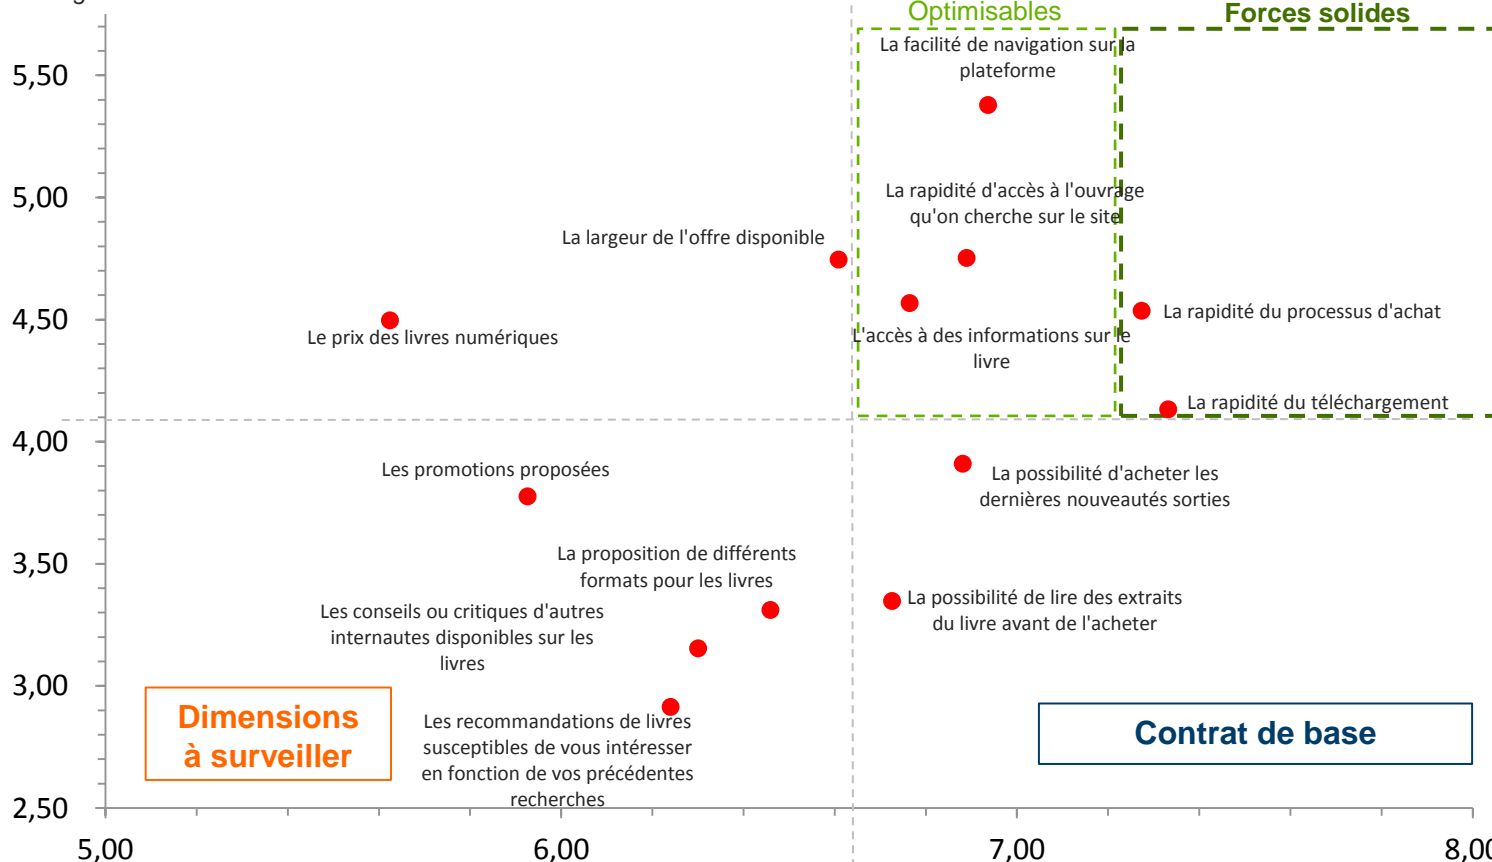 Optimisables
Forces solides
La facilité de navigation sur la
plateforme
5,50
La rapidité d'accès à l'ouvrage
qu'on cherche sur le site
5,00
La largeur de l'offre disponible
4,50
Le prix des livres numériques
La rapidité du processus d'achat
L'accès à des informations sur le
livre
La rapidité du téléchargement
4,00
Les promotions proposées
La possibilité d'acheter les
dernières nouveautés sorties
3,50
La proposition de différents
formats pour les livres
Les conseils ou critiques d'autres
internautes disponibles sur les
livres
La possibilité de lire des extraits
du livre avant de l'acheter
3,00
Dimensions
à surveiller
Les recommandations de livres
susceptibles de vous intéresser
en fonction de vos précédentes
recherches
Contrat de base
2,50
5,00
6,00
7,00
8,00